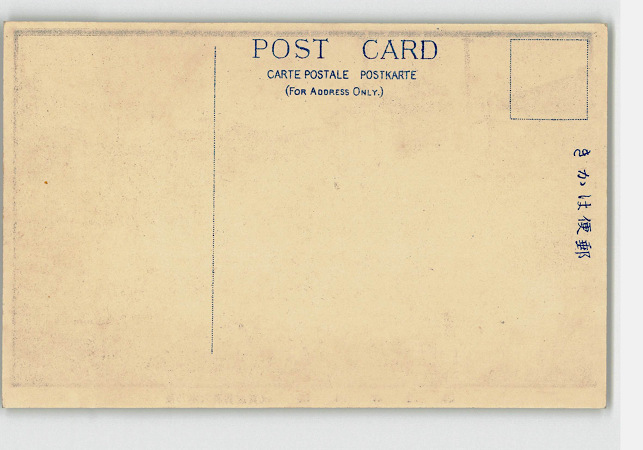 POST CARD
CARTE POSTALE POSTKARTE
(FOR ADDRESS ONLY.)
きかは便郵